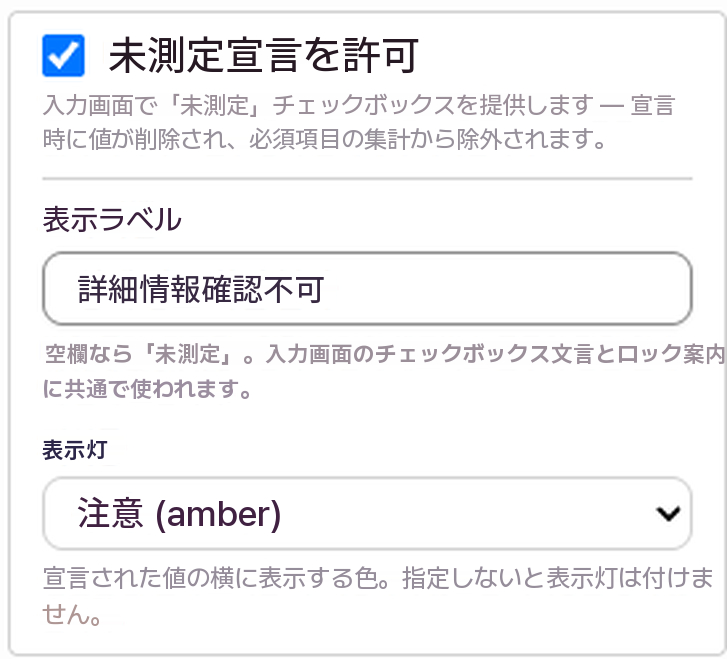 未測定宣言を許可
入力画面で「未測定」チェックボックスを提供します — 宣言
時に値が削除され、必須項目の集計から除外されます。
表示ラベル
詳細情報確認不可
空欄なら「未測定」。入力画面のチェックボックス文言とロック案内
に共通で使われます。
表示灯
注意 (amber)
宣言された値の横に表示する色。指定しないと表示灯は付けま
せん。